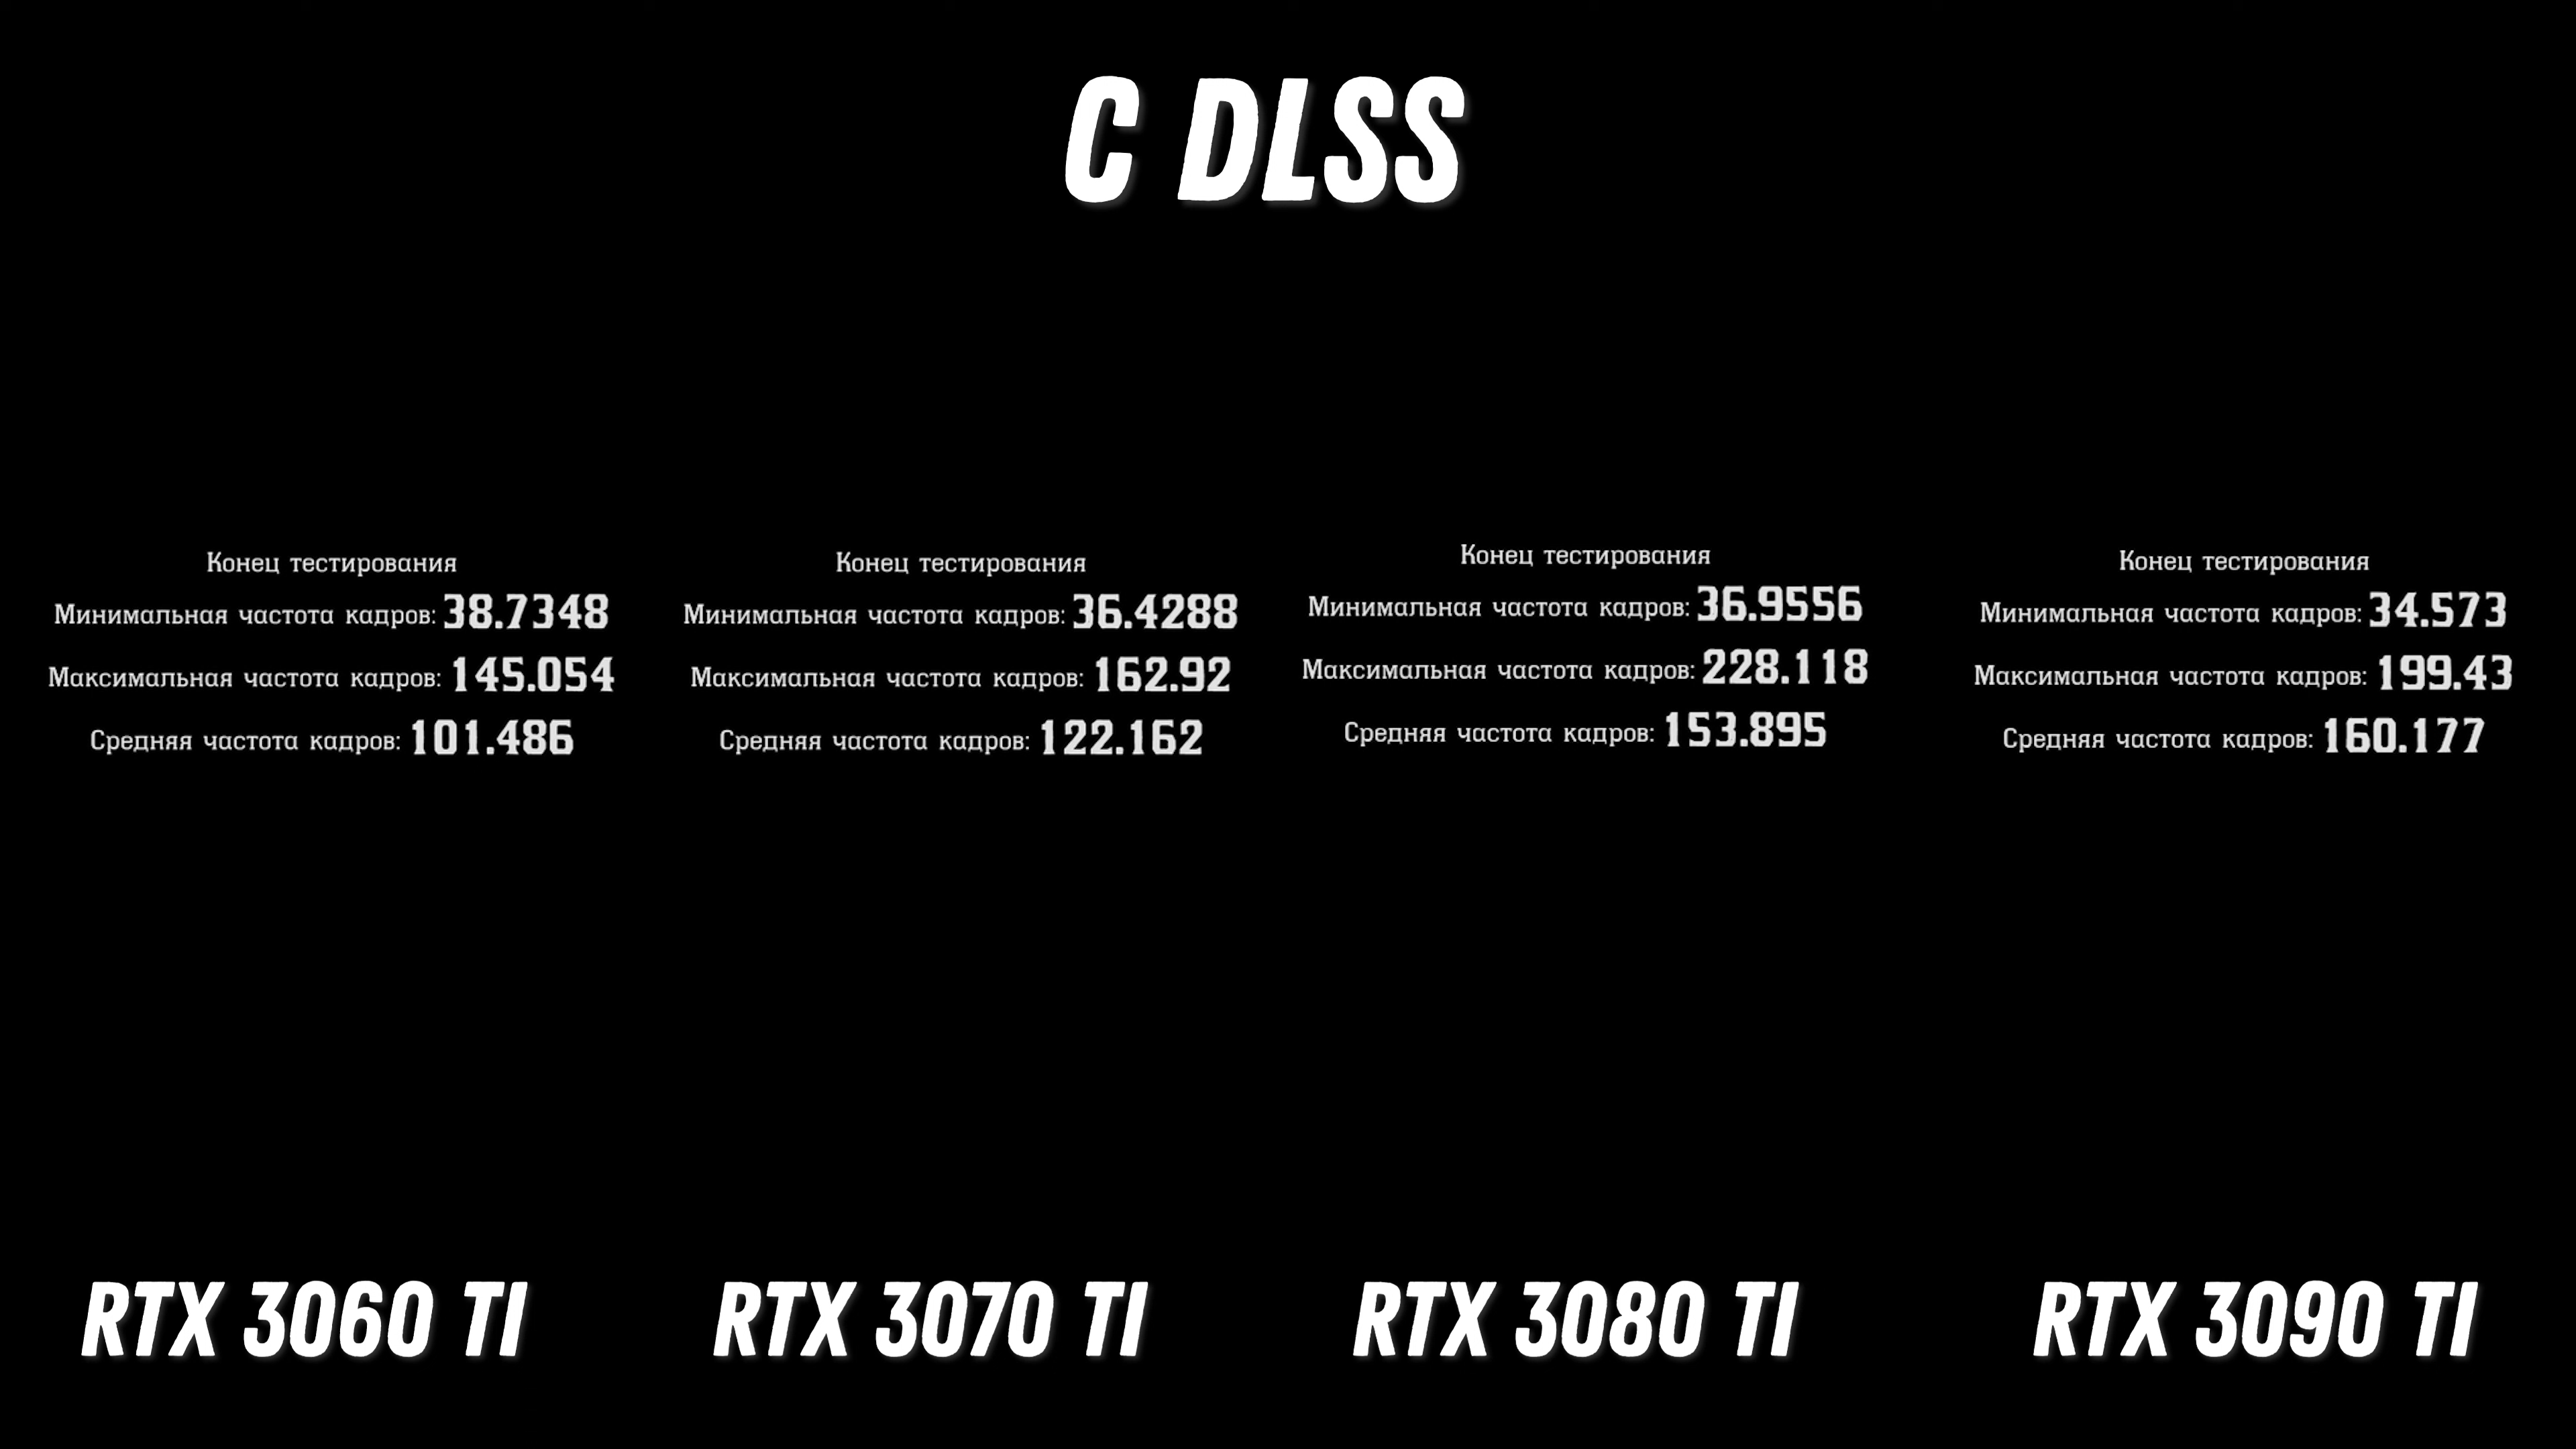 С DLSS
Конец тестирования
Минимальная частота кадров: 38.7348
Максимальная частота кадров: 145.054
Средняя частота кадров: 101.486
Конец тестирования
Минимальная частота кадров: 36.4288
Максимальная частота кадров: 162.92
Средняя частота кадров: 122.162
Конец тестирования
Минимальная частота кадров: 36.9556
Максимальная частота кадров: 228.118
Средняя частота кадров: 153.895
Конец тестирования
Минимальная частота кадров: 34.573
Максимальная частота кадров: 199.43
Средняя частота кадров: 160.177
RTX 3060 TI
RTX 3070 TI
RTX 3080 TI
RTX 3090 TI